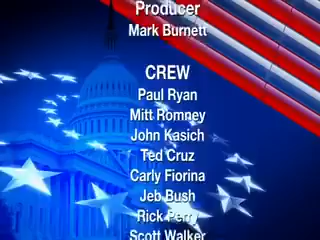 Producer
Mark Burnett
CREW
Paul Ryan
Mitt Romney
John Kasich
Ted Cruz
Carly Fiorina
Jeb Bush
Rick Perry
Scott Walker